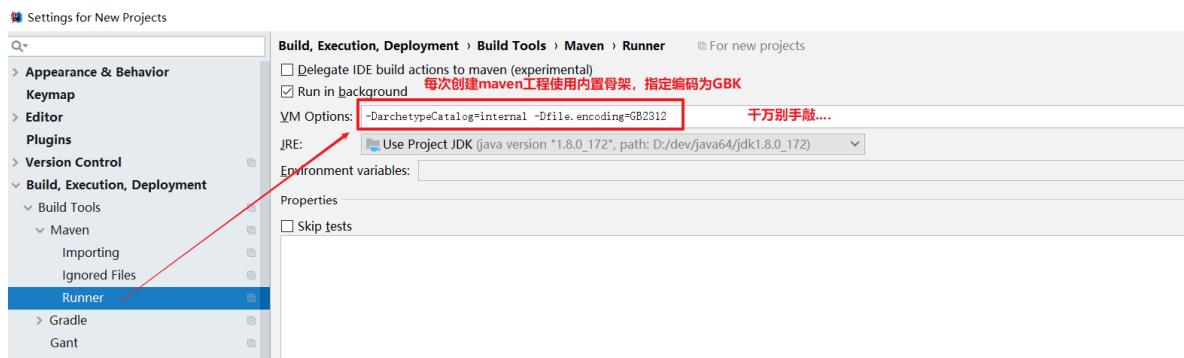 Settings for New Projects
Build, Execution, Deployment › Build Tools › Maven › Runner
For new projects
Appearance & Behavior
Keymap
Editor
Plugins
Version Control
Build, Execution, Deployment
Build Tools
Maven
Importing
Ignored Files
Runner
Gradle
Gant
Delegate IDE build actions to maven (experimental)
每次创建maven工程使用内置骨架，指定编码为GBK
Run in background
VM Options: -DarchetypeCatalog=internal -Dfile.encoding=GB2312
千万别手敲....
JRE: Use Project JDK (java version "1.8.0_172", path: D:/dev/java64/jdk1.8.0_172)
Environment variables:
Properties
Skip tests